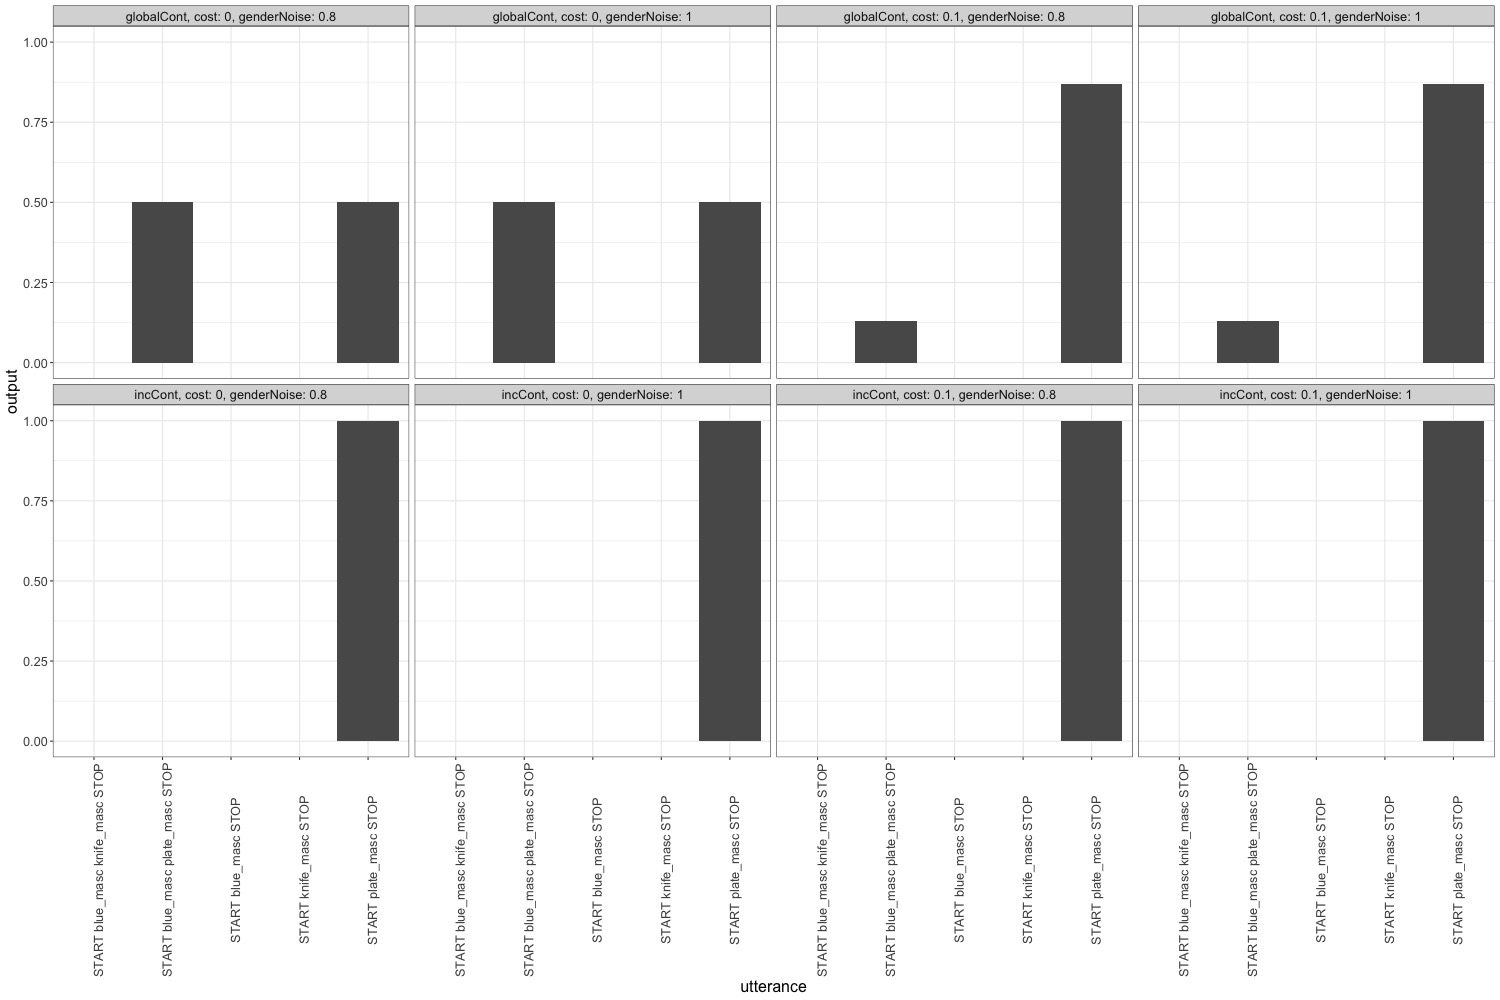 globalCont, cost: 0, genderNoise: 0.8
globalCont, cost: 0, genderNoise: 1
globalCont, cost: 0.1, genderNoise: 0.8
globalCont, cost: 0.1, genderNoise: 1
1.00
0.75
0.50
0.25
0.00
output
incCont, cost: 0, genderNoise: 0.8
incCont, cost: 0, genderNoise: 1
incCont, cost: 0.1, genderNoise: 0.8
incCont, cost: 0.1, genderNoise: 1
1.00
0.75
0.50
0.25
0.00
START blue_masc knife_masc STOP
START blue_masc plate_masc STOP
START blue_masc STOP
START knife_masc STOP
START plate_masc STOP
START blue_masc knife_masc STOP
START blue_masc plate_masc STOP
START blue_masc STOP
START knife_masc STOP
START plate_masc STOP
START blue_masc knife_masc STOP
START blue_masc plate_masc STOP
START blue_masc STOP
START knife_masc STOP
START plate_masc STOP
START blue_masc knife_masc STOP
START blue_masc plate_masc STOP
START blue_masc STOP
START knife_masc STOP
START plate_masc STOP
utterance